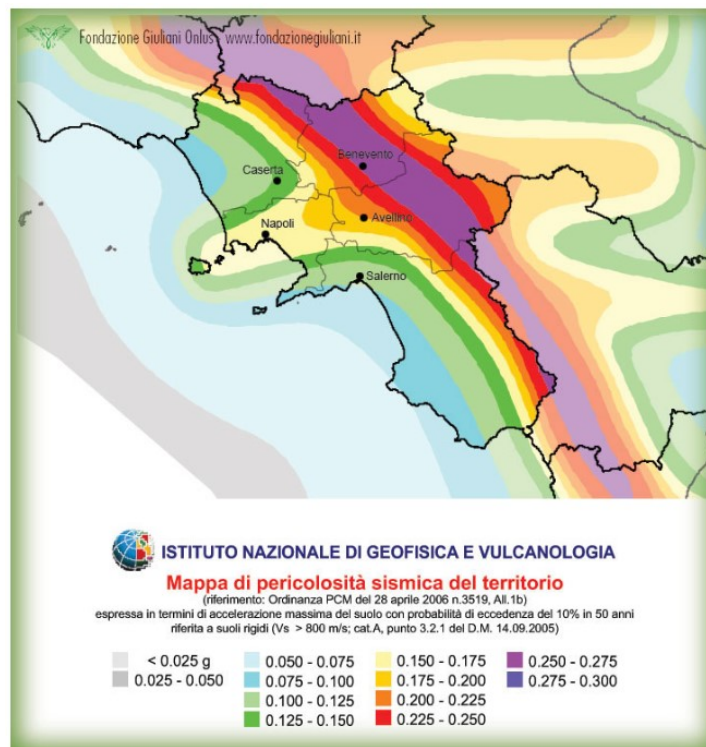 Fondazione Giuliani Onlus - www.fondazionegiuliani.it
Benevento
Caserta
Avellino
Napoli
Salerno
ISTITUTO NAZIONALE DI GEOFISICA E VULCANOLOGIA
Mappa di pericolosità sismica del territorio
(riferimento: Ordinanza PCM del 28 aprile 2006 n.3519, All.1b)
espressa in termini di accelerazione massima del suolo con probabilità di eccedenza del 10% in 50 anni
riferita a suoli rigidi (Vs > 800 m/s; cat.A, punto 3.2.1 del D.M. 14.09.2005)
< 0.025 g
0.025 - 0.050
0.050 - 0.075
0.075 - 0.100
0.100 - 0.125
0.125 - 0.150
0.150 - 0.175
0.175 - 0.200
0.200 - 0.225
0.225 - 0.250
0.250 - 0.275
0.275 - 0.300